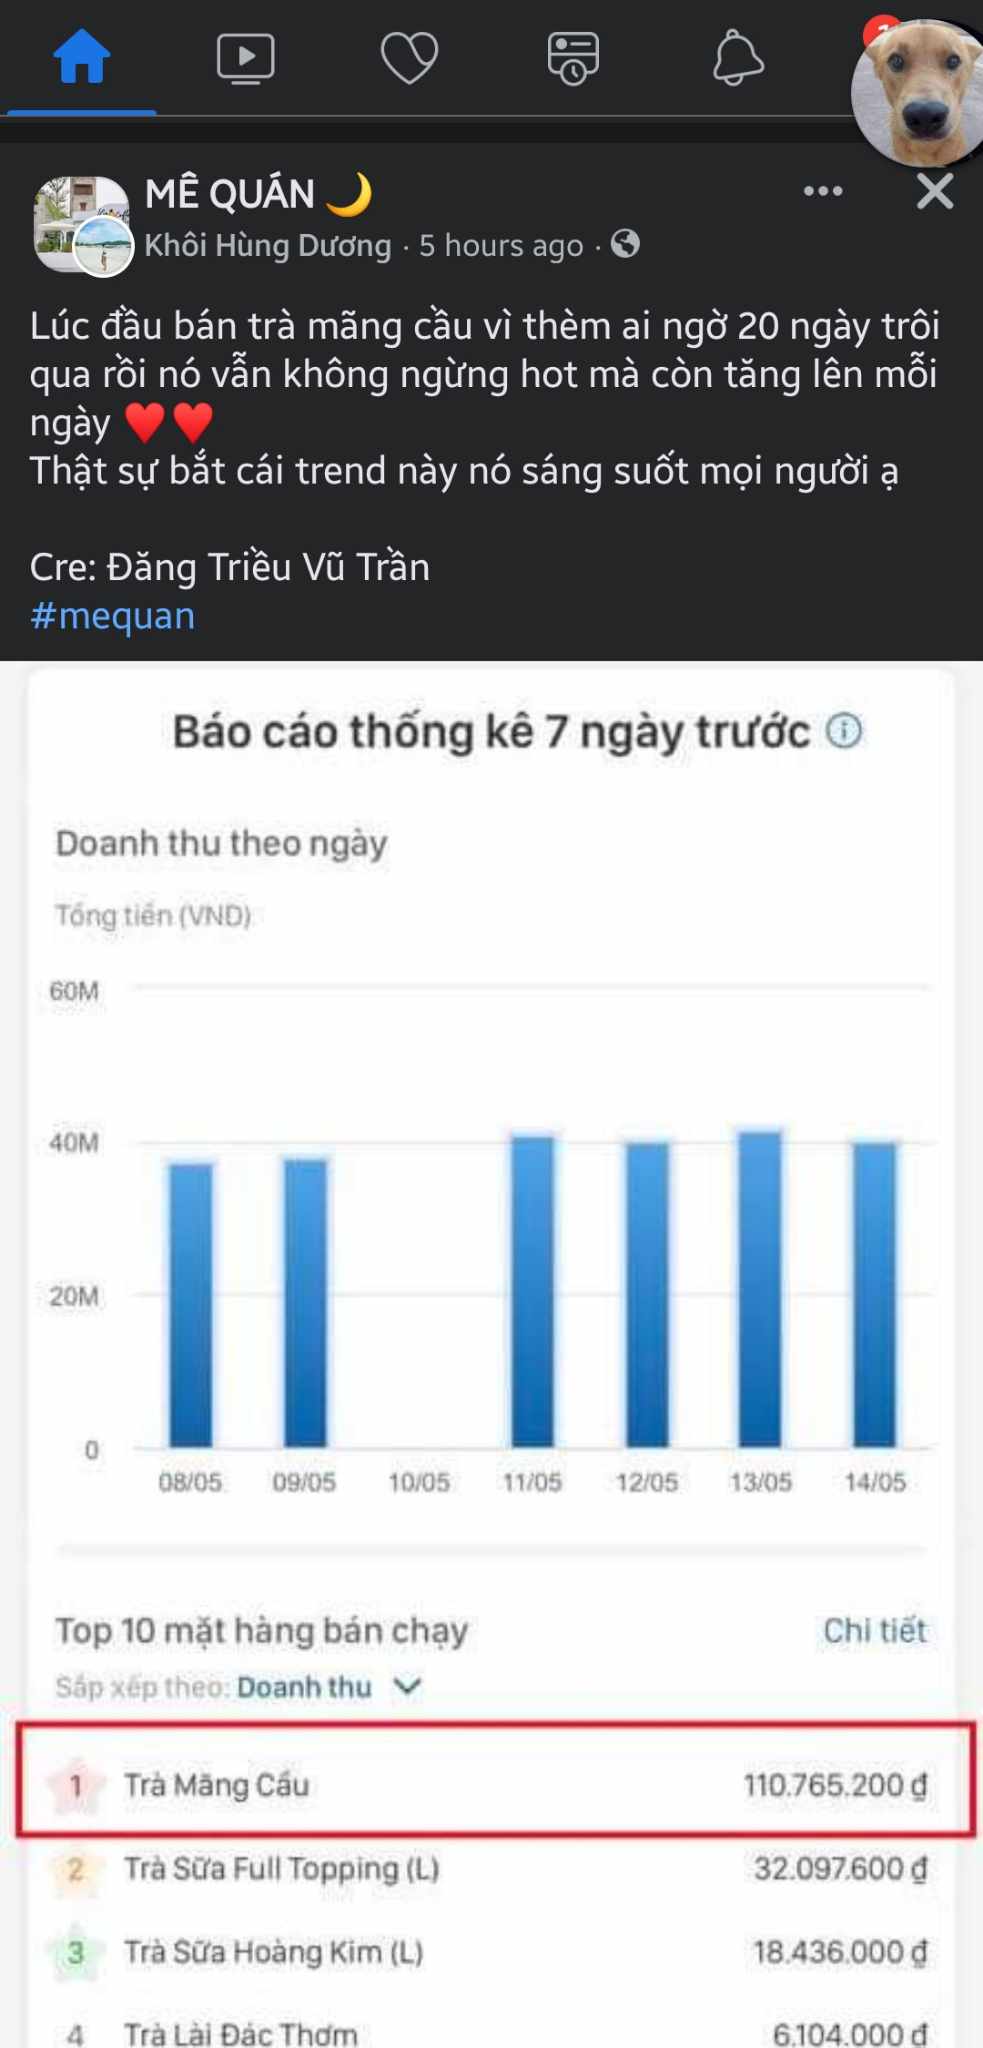 MÊ QUÁN 🌙
Khôi Hùng Dương · 5 hours ago ·
Lúc đầu bán trà mãng cầu vì thèm ai ngờ 20 ngày trôi
qua rồi nó vẫn không ngừng hot mà còn tăng lên mỗi
ngày ♥️♥️
Thật sự bắt cái trend này nó sáng suốt mọi người ạ
Cre: Đăng Triều Vũ Trần
#mequan
Báo cáo thống kê 7 ngày trước
Doanh thu theo ngày
Tổng tiền (VND)
60M
40M
20M
0
08/05 09/05 10/05 11/05 12/05 13/05 14/05
Top 10 mặt hàng bán chạy Chi tiết
Sắp xếp theo: Doanh thu
1 Trà Mãng Cầu 110.765.200 ₫
2 Trà Sữa Full Topping (L) 32.097.600 ₫
3 Trà Sữa Hoàng Kim (L) 18.436.000 ₫
4 Trà Lài Đác Thơm 6.104.000 ₫